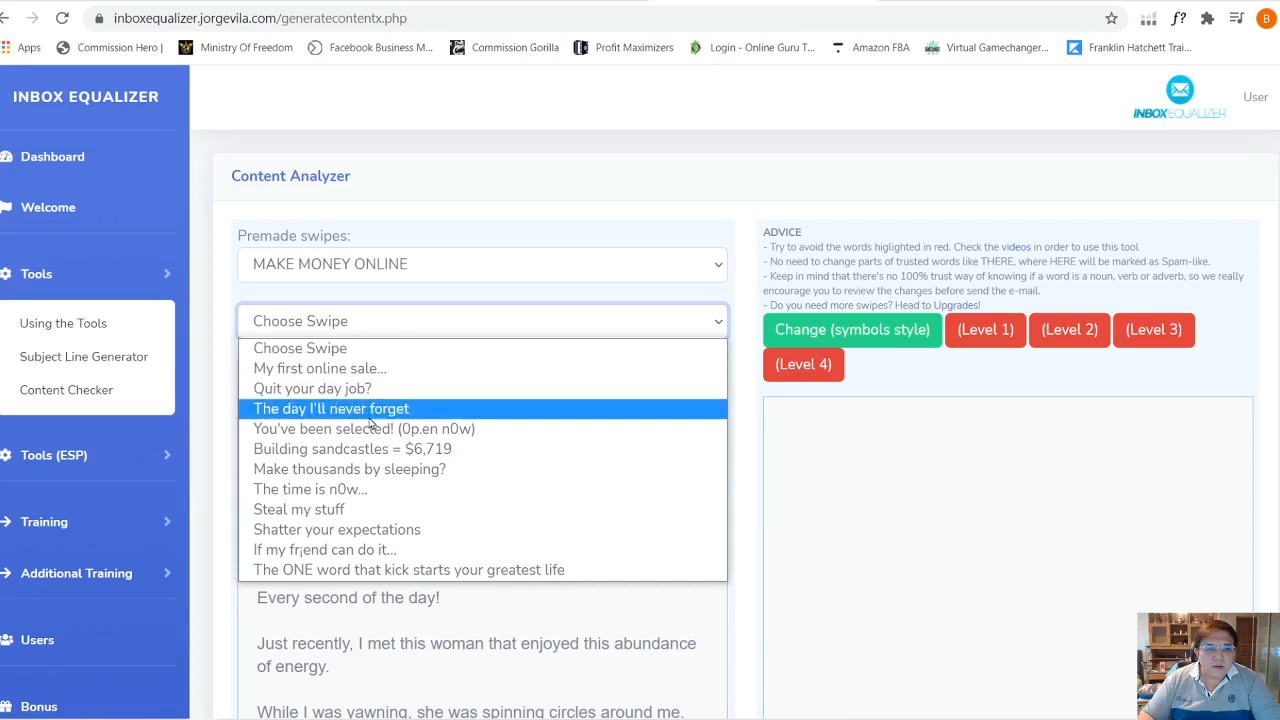 inboxequalizer.jorgevila.com/generatecontentx.php
f?
B
Apps
Commission Hero |
Ministry Of Freedom
Facebook Business M...
Commission Gorilla
Profit Maximizers
Login - Online Guru T...
Amazon FBA
Virtual Gamechanger...
Franklin Hatchett Trai...
INBOX EQUALIZER
Dashboard
Welcome
Tools
Using the Tools
Subject Line Generator
Content Checker
Tools (ESP)
Training
Additional Training
Users
Bonus
INBOXEQUALIZER
User
Content Analyzer
Premade swipes:
MAKE MONEY ONLINE
Choose Swipe
Choose Swipe
My first online sale...
Quit your day job?
The day I'll never forget
You've been selected! (0p.en n0w)
Building sandcastles = $6,719
Make thousands by sleeping?
The time is n0w...
Steal my stuff
Shatter your expectations
If my fr¡end can do it...
The ONE word that kick starts your greatest life
Every second of the day!
Just recently, I met this woman that enjoyed this abundance
of energy.
While I was yawning, she was spinning circles around me.
ADVICE
- Try to avoid the words higlighted in red. Check the videos in order to use this tool
- No need to change parts of trusted words like THERE, where HERE will be marked as Spam-like.
- Keep in mind that there's no 100% trust way of knowing if a word is a noun, verb or adverb, so we really
encourage you to review the changes before send the e-mail.
- Do you need more swipes? Head to Upgrades!
Change (symbols style)
(Level 1)
(Level 2)
(Level 3)
(Level 4)